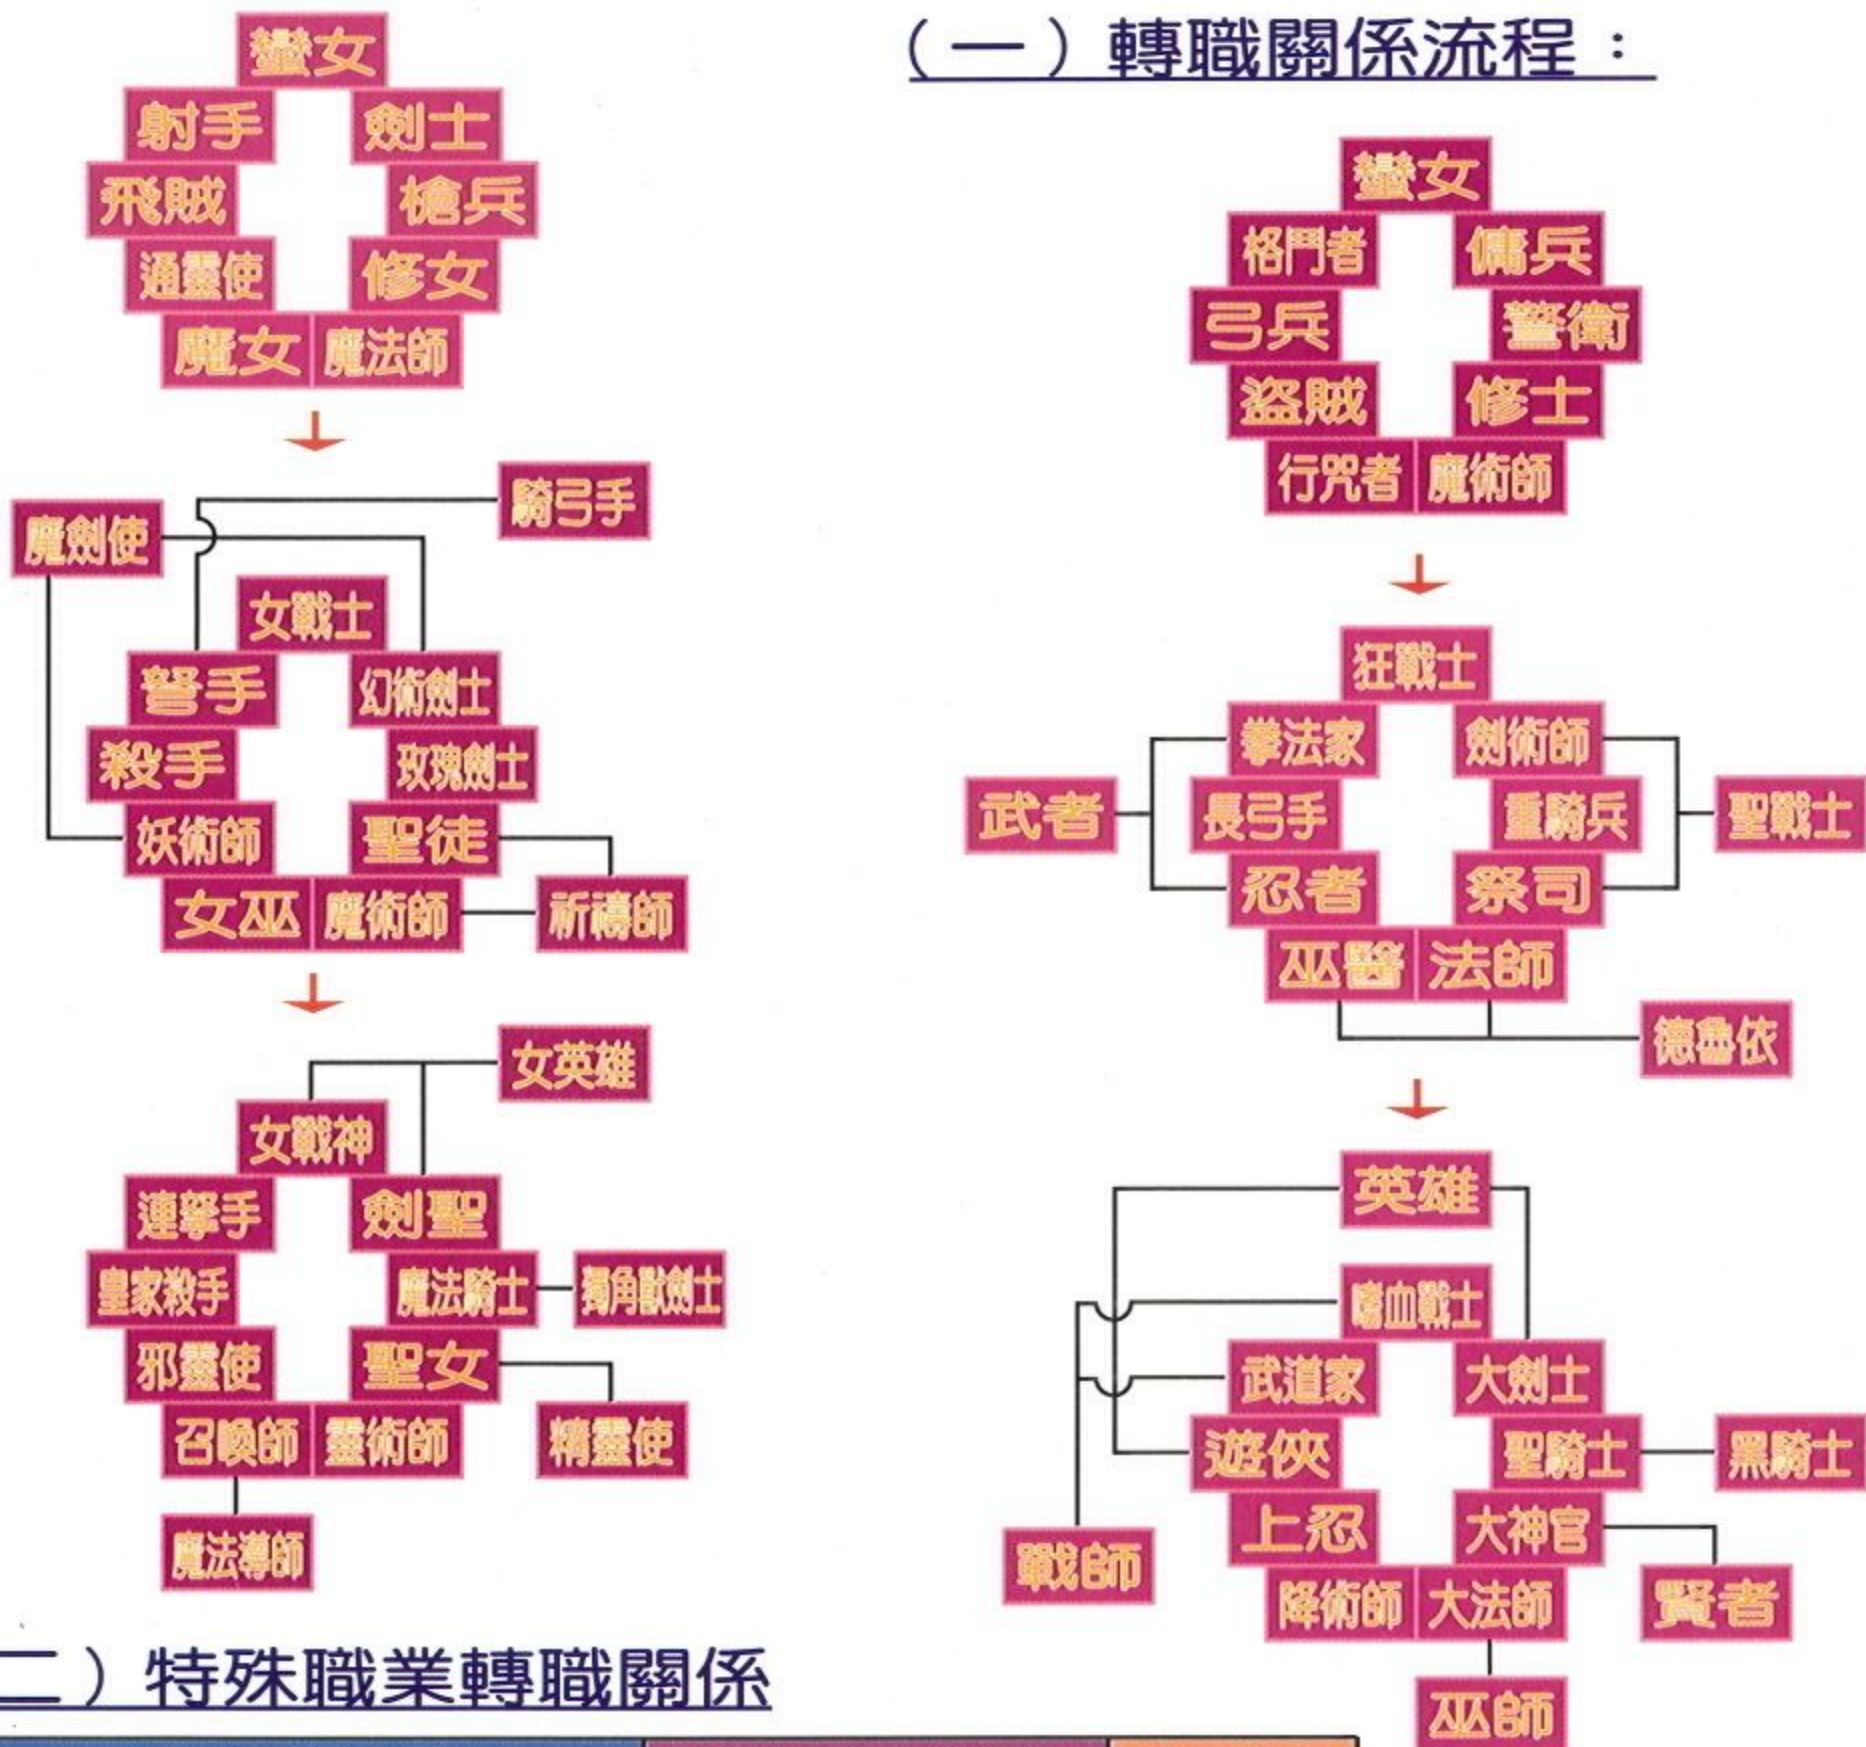 （一）轉職關係流程：
蠻女
射手 劍士
飛賊 槍兵
通靈使 修女
魔女 魔法師
騎弓手
魔劍使
女戰士
弩手 幻術劍士
殺手 玫瑰劍士
妖術師 聖徒
女巫 魔術師 祈禱師
女英雄
女戰神
連弩手 劍聖
皇家殺手 魔法騎士 獨角獸劍士
邪靈使 聖女
召喚師 靈術師 精靈使
魔法導師
蠻女
格鬥者 傭兵
弓兵 警衛
盜賊 修士
行咒者 魔術師
狂戰士
拳法家 劍術師
武者 長弓手 重騎兵 聖戰士
忍者 祭司
巫醫 法師
德魯依
英雄
嗜血戰士
武道家 大劍士
遊俠 聖騎士 黑騎士
上忍 大神官
戰師 降術師 大法師 賢者
巫師
二）特殊職業轉職關係